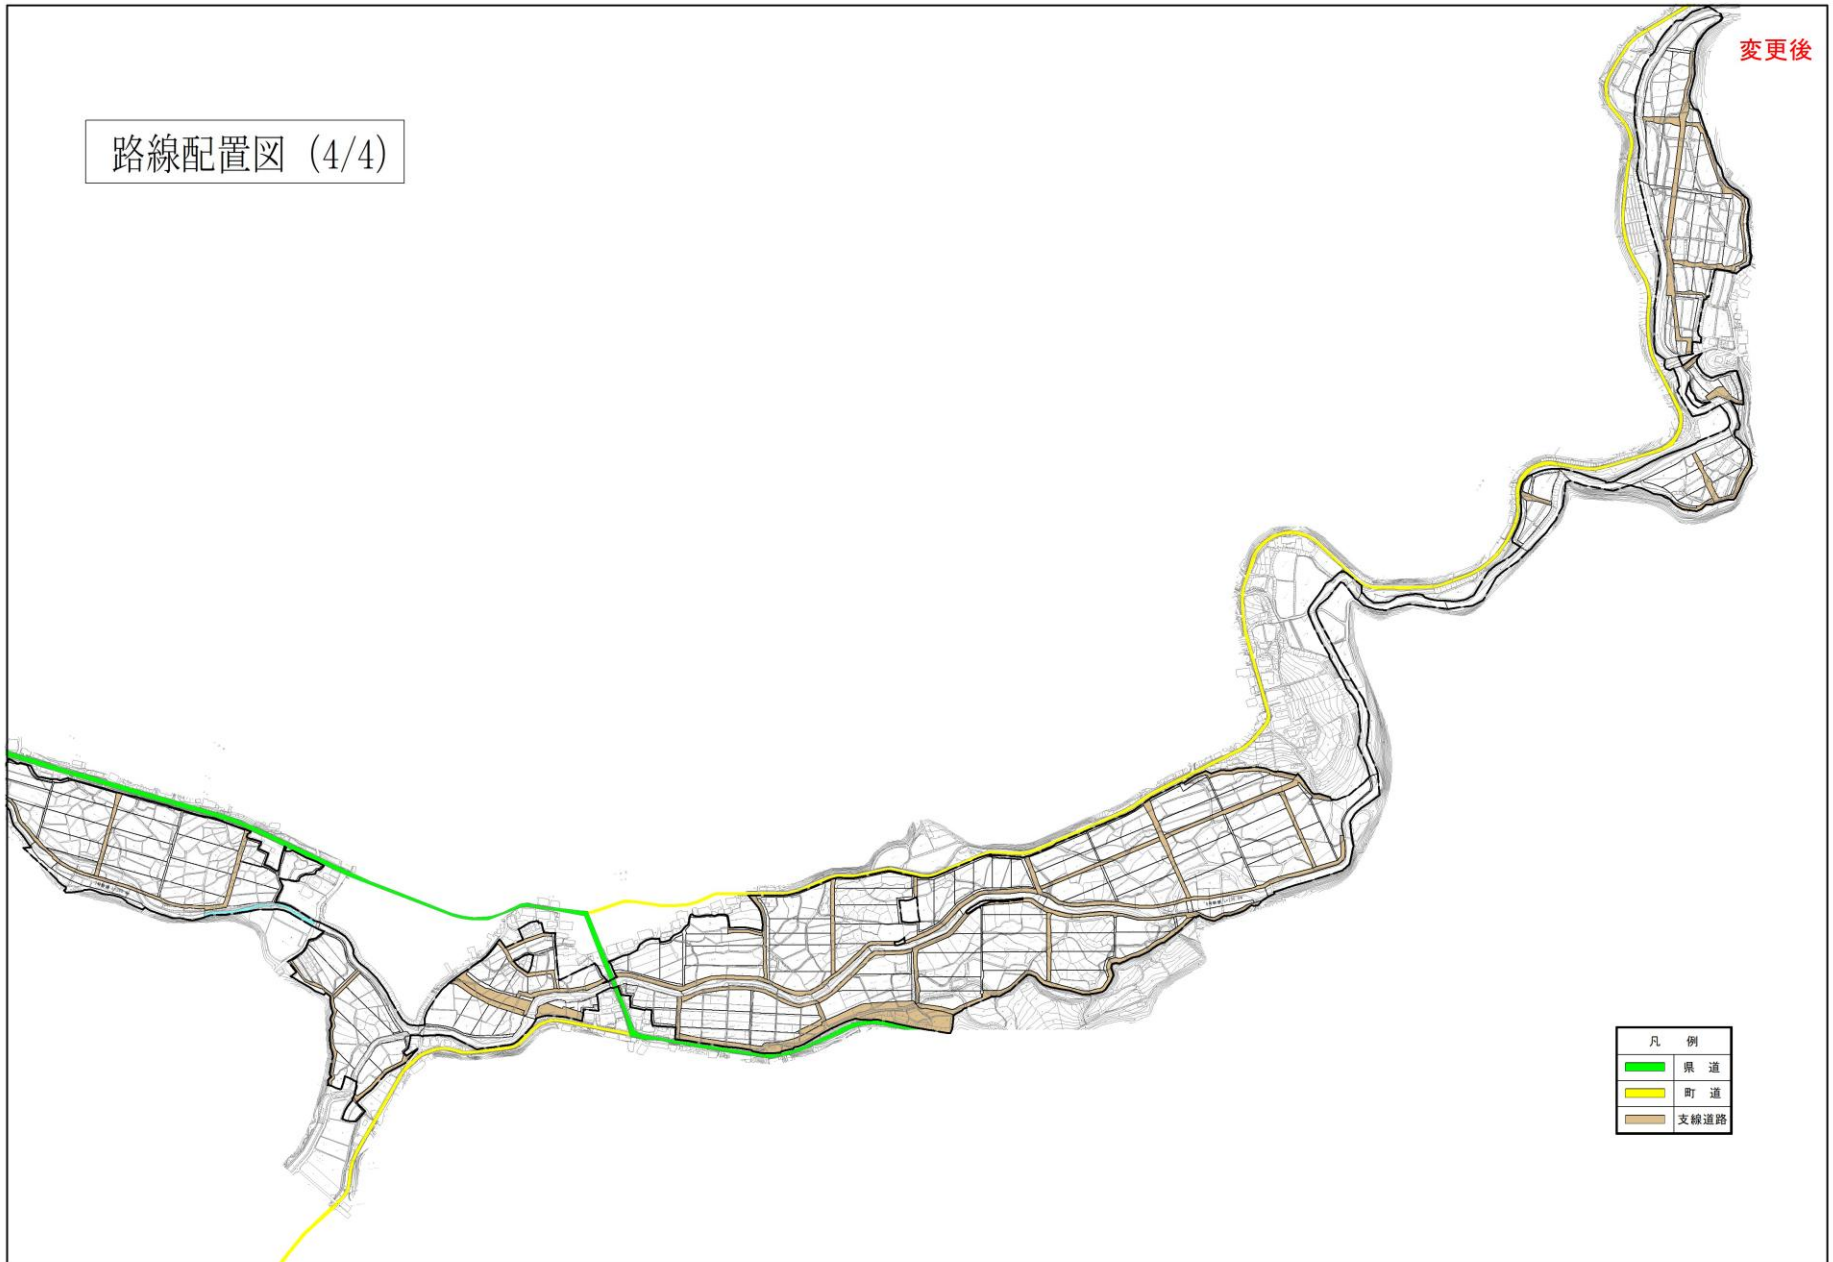 変更後
路線配置図 (4/4)
凡 例
県 道
町 道
支線道路